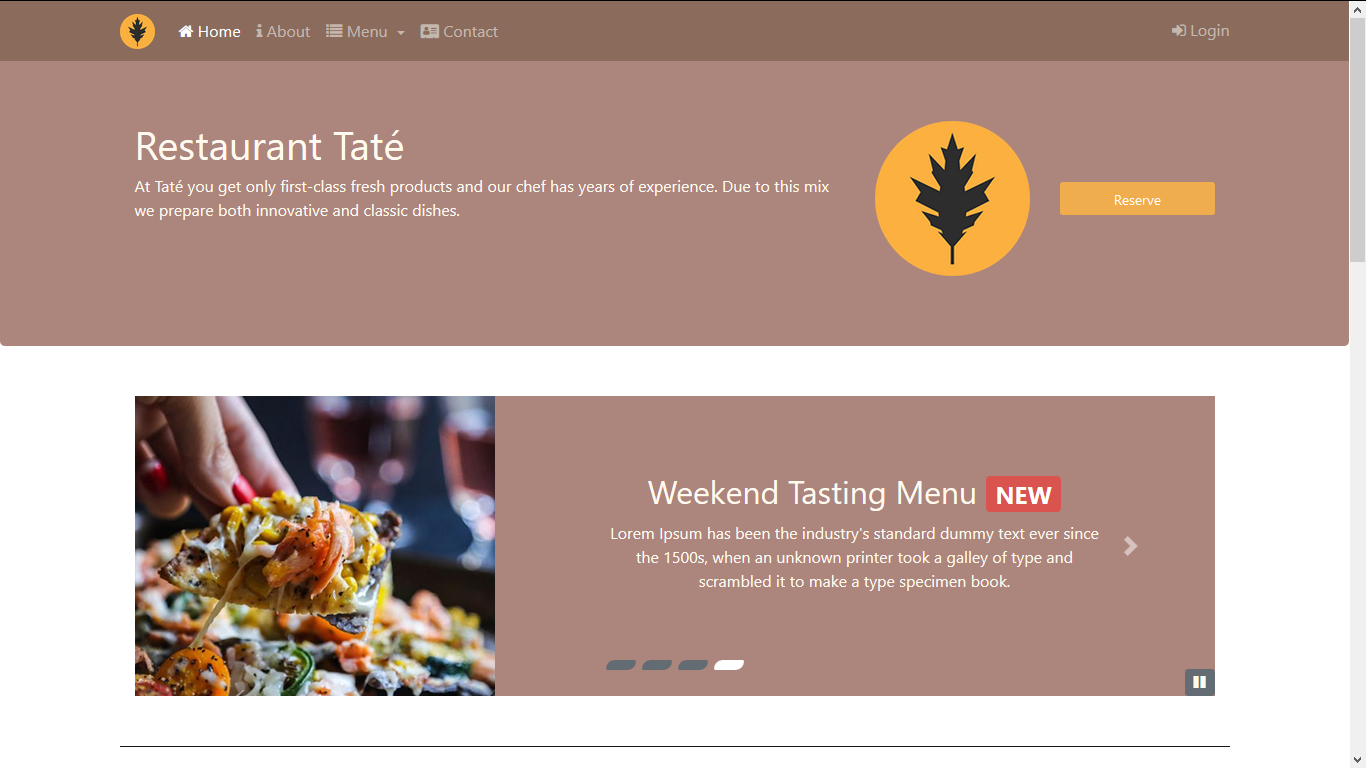 Home About Menu Contact Login
Restaurant Taté
At Taté you get only first-class fresh products and our chef has years of experience. Due to this mix
we prepare both innovative and classic dishes.
Reserve
Weekend Tasting Menu NEW
Lorem Ipsum has been the industry's standard dummy text ever since
the 1500s, when an unknown printer took a galley of type and
scrambled it to make a type specimen book.